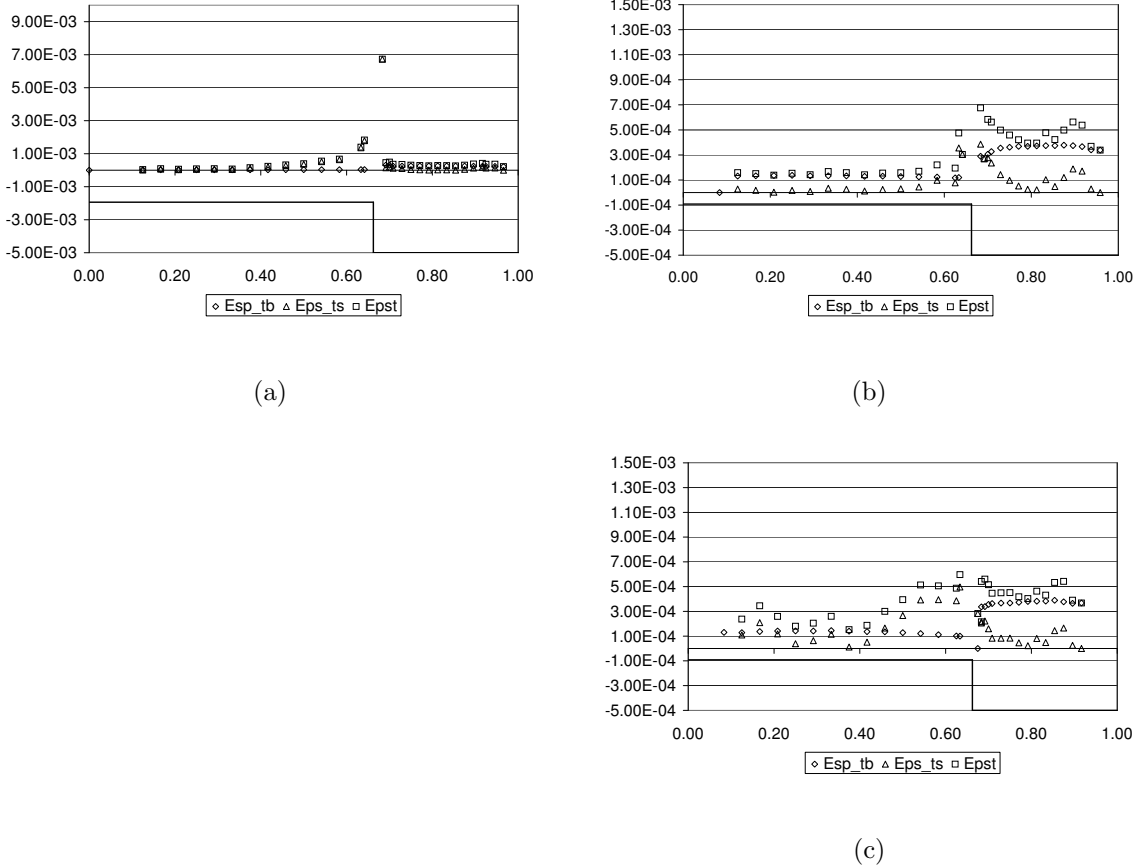 9.00E-03
7.00E-03
5.00E-03
3.00E-03
1.00E-03
-1.00E-03
-3.00E-03
-5.00E-03
0.00 0.20 0.40 0.60 0.80 1.00
Esp_tb Eps_ts Epst
(a)
1.50E-03
1.30E-03
1.10E-03
9.00E-04
7.00E-04
5.00E-04
3.00E-04
1.00E-04
-1.00E-04
-3.00E-04
-5.00E-04
0.00 0.20 0.40 0.60 0.80 1.00
Esp_tb Eps_ts Epst
(b)
1.50E-03
1.30E-03
1.10E-03
9.00E-04
7.00E-04
5.00E-04
3.00E-04
1.00E-04
-1.00E-04
-3.00E-04
-5.00E-04
0.00 0.20 0.40 0.60 0.80 1.00
Esp_tb Eps_ts Epst
(c)